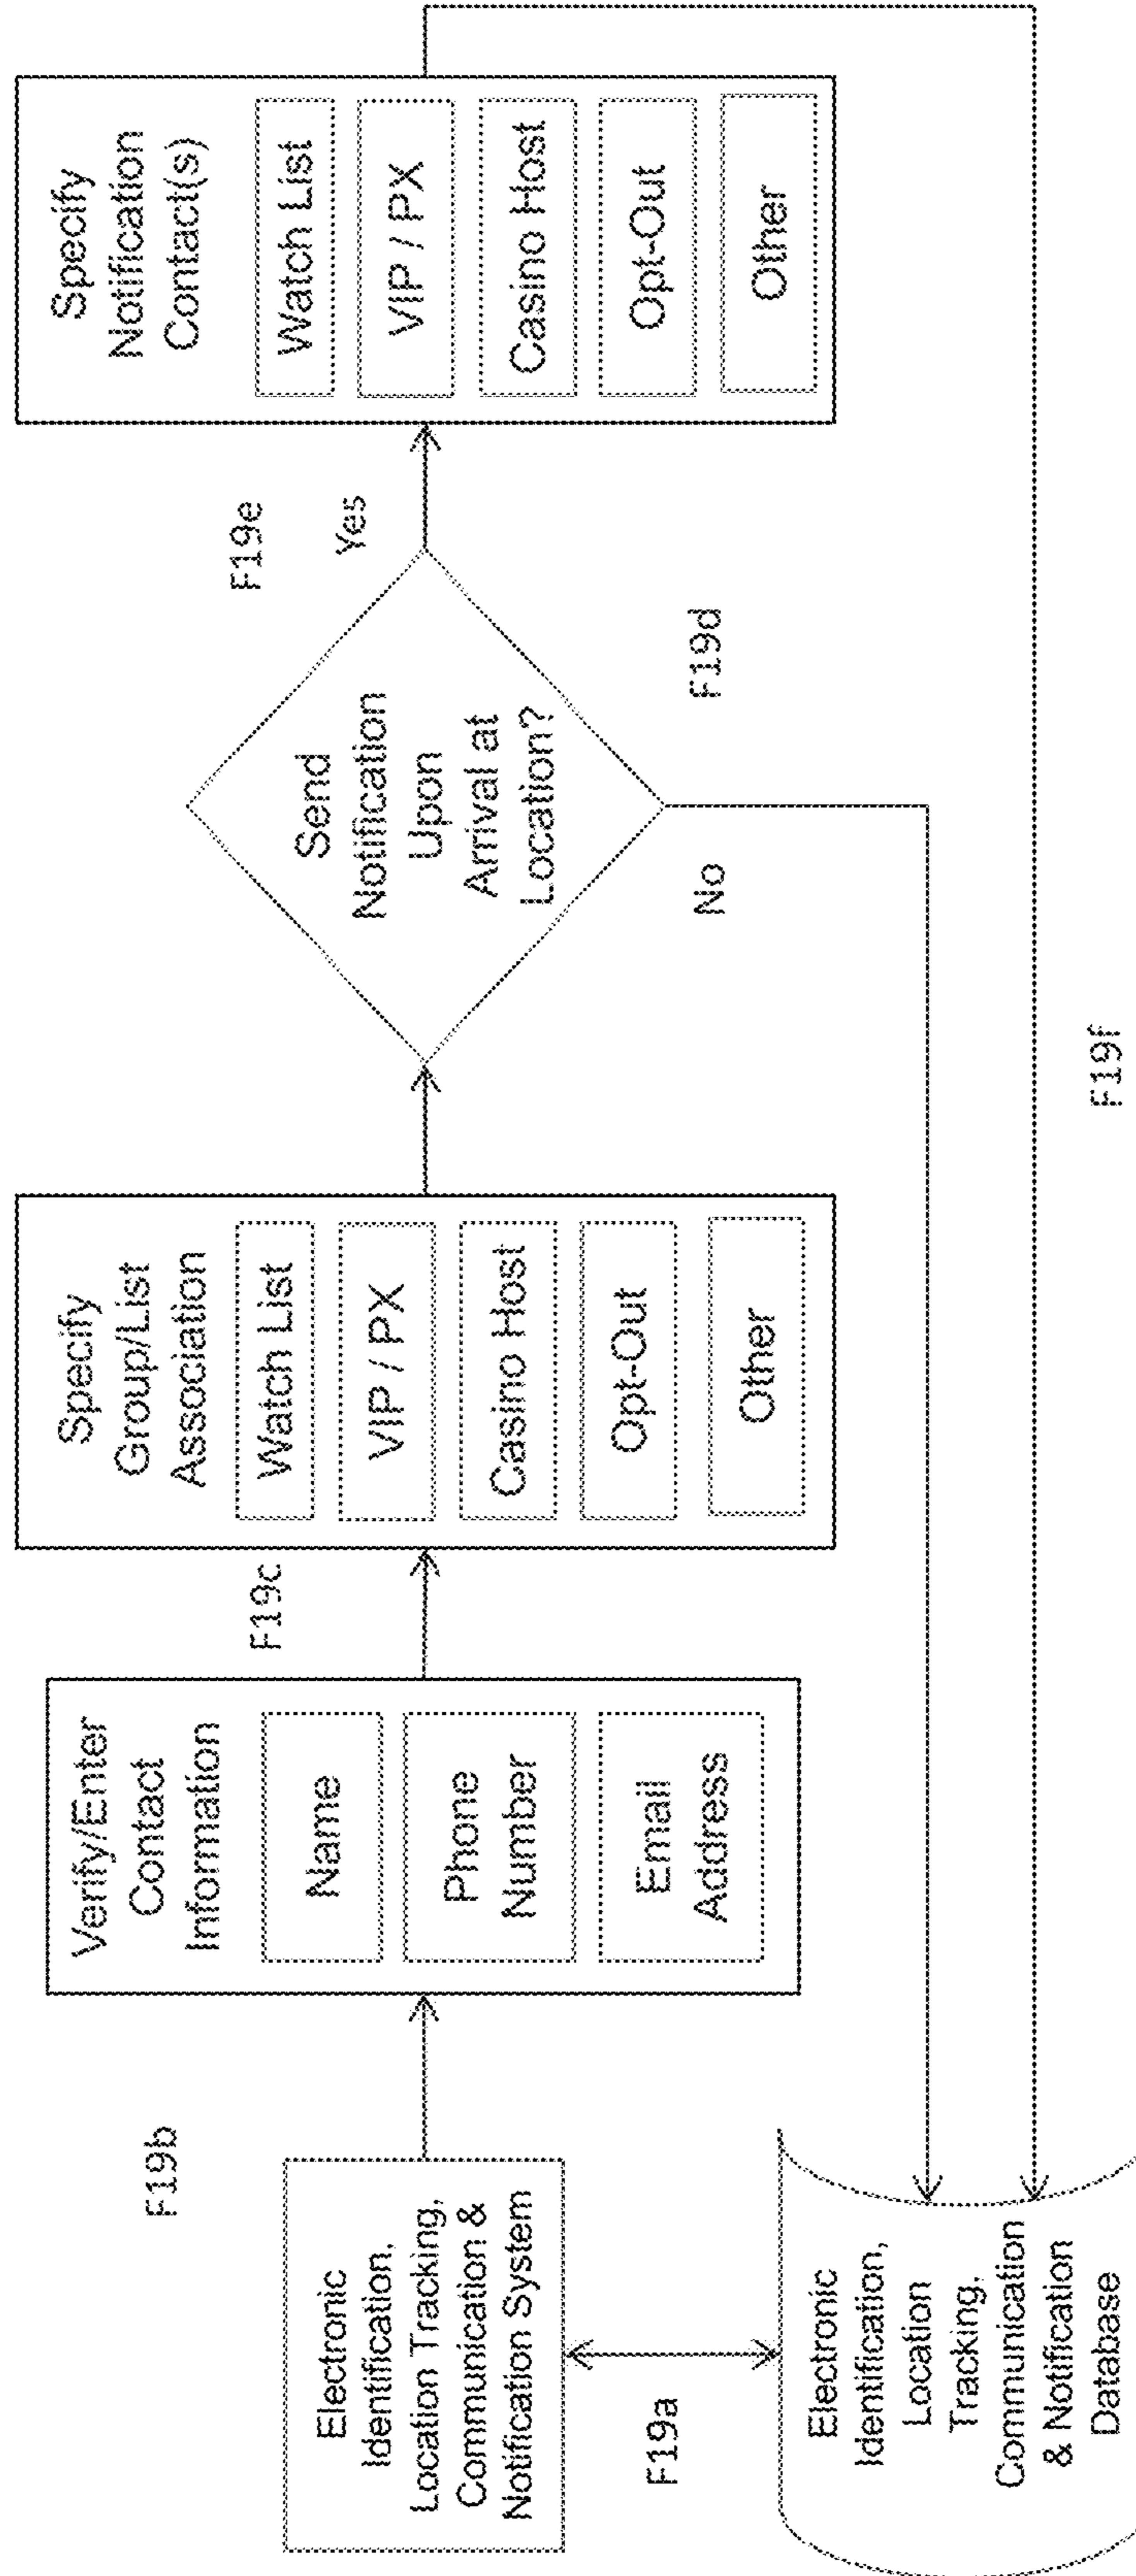 F19b
Electronic
Identification,
Location Tracking,
Communication &
Notification System
F19a
Electronic
Identification,
Location
Tracking,
Communication
& Notification
Database
Verify/Enter
Contact
Information
Name
Phone
Number
Email
Address
F19c
Specify
Group/List
Association
Watch List
VIP / PX
Casino Host
Opt-Out
Other
Send
Notification
Upon
Arrival at
Location?
No
F19d
F19e
Yes
Specify
Notification
Contact(s)
Watch List
VIP / PX
Casino Host
Opt-Out
Other
F19f